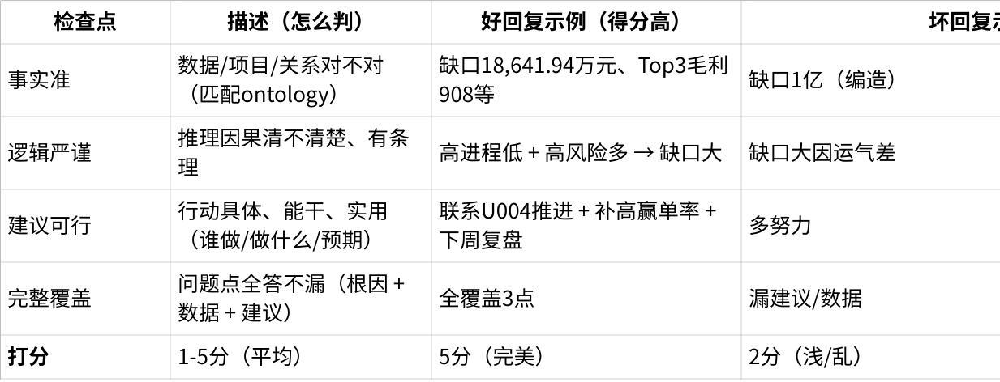 检查点
描述（怎么判）
好回复示例（得分高）
坏回复示
事实准
数据/项目/关系对不对
（匹配ontology）
缺口18,641.94万元、Top3毛利
908等
缺口1亿（编造）
逻辑严谨
推理因果清不清楚、有条
理
高进程低 + 高风险多 → 缺口大
缺口大因运气差
建议可行
行动具体、能干、实用
（谁做/做什么/预期）
联系U004推进 + 补高赢单率 +
下周复盘
多努力
完整覆盖
问题点全答不漏（根因 +
数据 + 建议）
全覆盖3点
漏建议/数据
打分
1-5分（平均）
5分（完美）
2分（浅/乱）